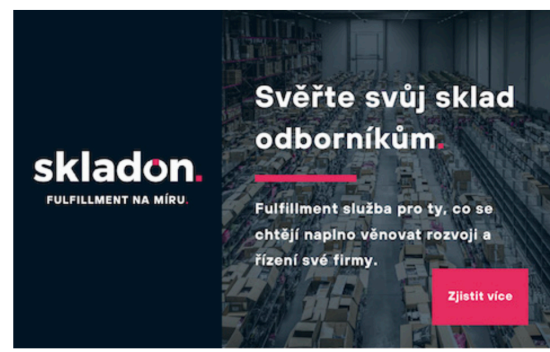 skladon.
FULFILLMENT NA MÍRU.
Svěřte svůj sklad
odborníkům.
Fulfillment služba pro ty, co se
chtějí naplno věnovat rozvoji a
řízení své firmy.
Zjistit více